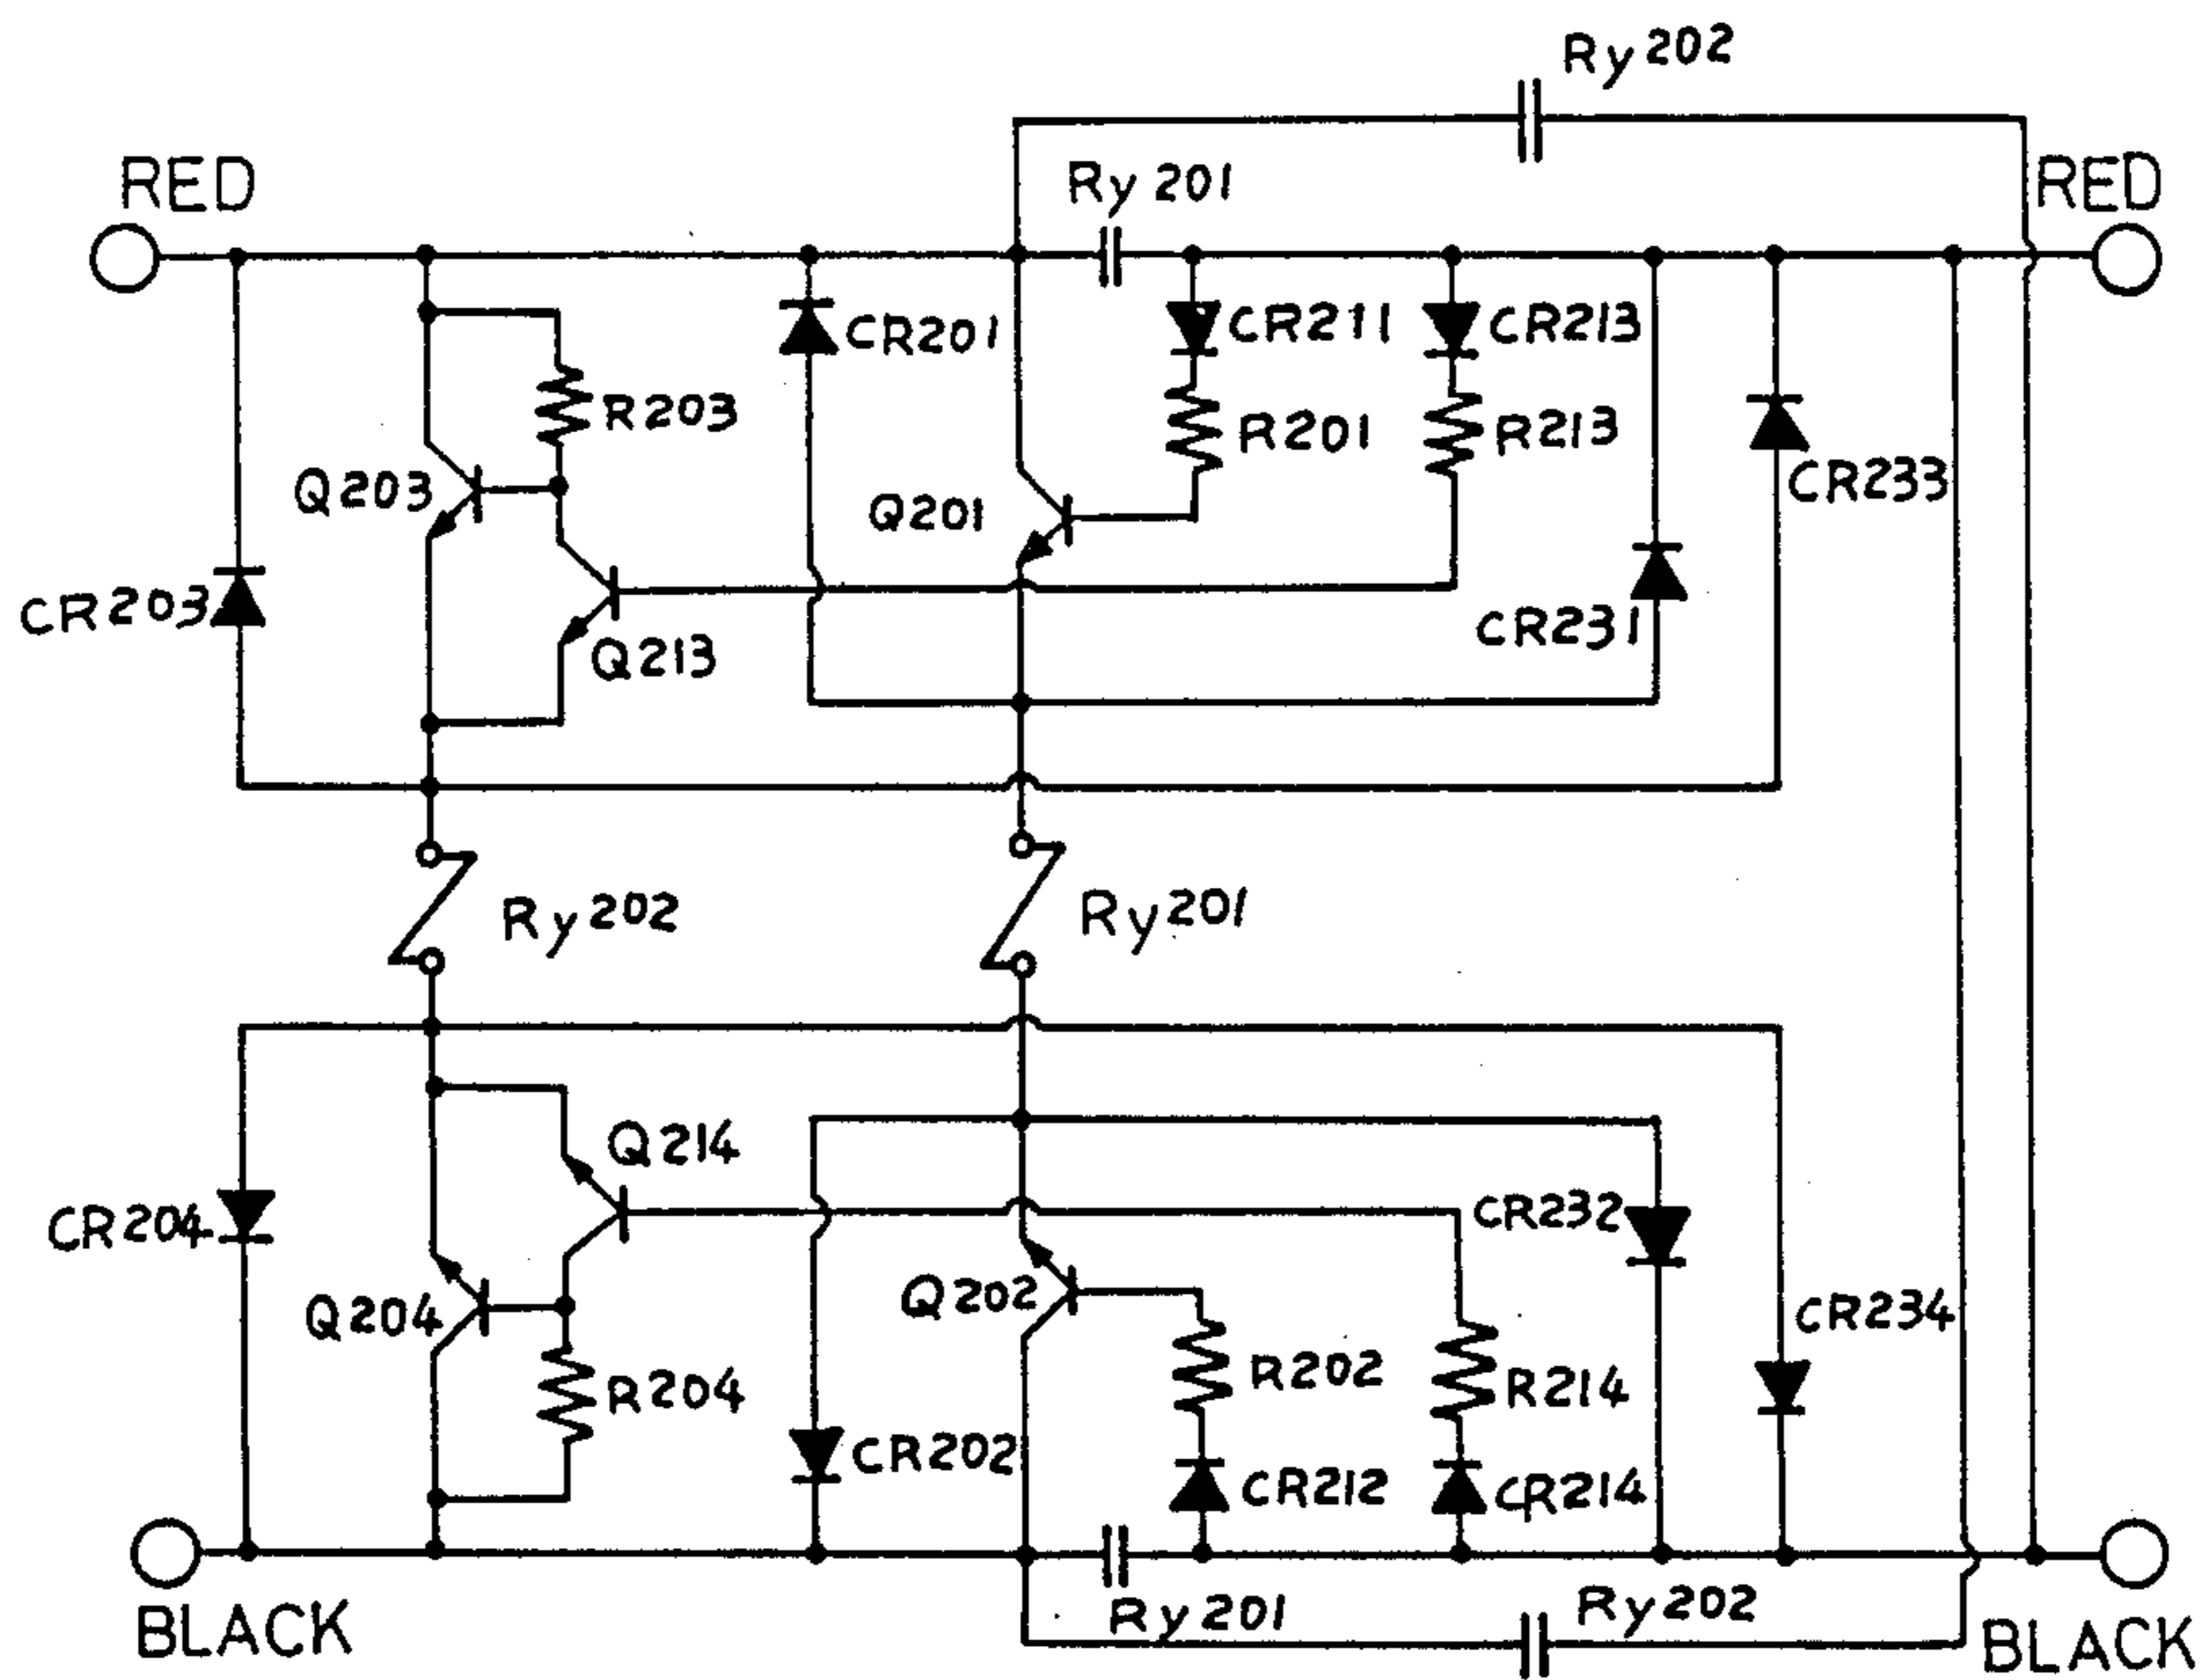 Ry202
RED
Ry201
RED
CR201
CR211
CR213
R203
R201
R213
Q203
Q201
CR233
CR203
CR231
Q213
Ry202
Ry201
Q214
CR204
CR232
Q202
Q204
CR234
R202
R204
R214
CR202
CR212
CR214
Ry201
Ry202
BLACK
BLACK